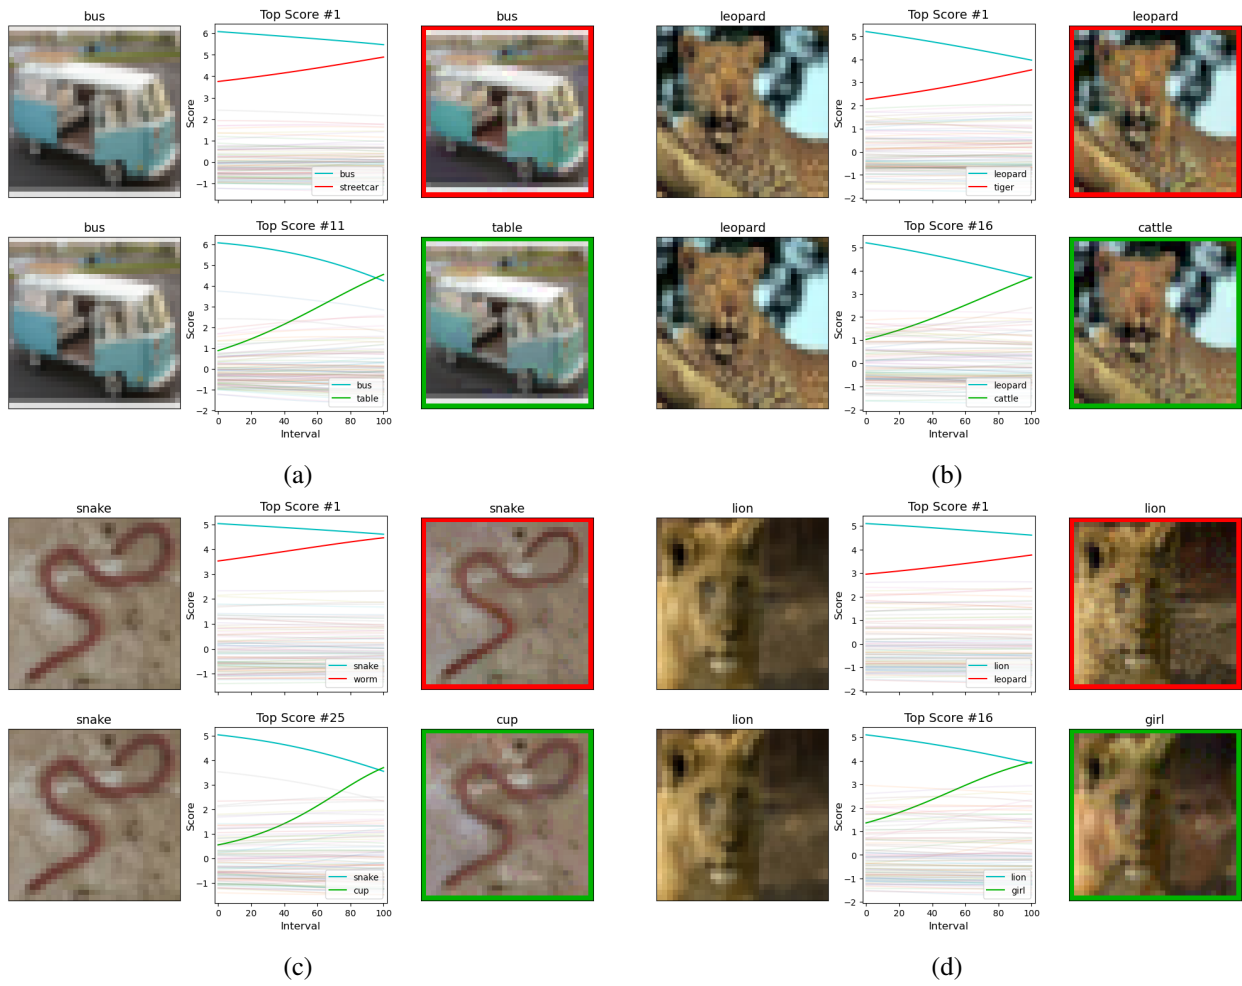 bus
Top Score #1
bus
Score
6
5
4
3
2
1
0
−1
bus
streetcar
bus
Top Score #11
table
Score
6
5
4
3
2
1
0
−1
−2
bus
table
0 20 40 60 80 100
Interval
(a)
leopard
Top Score #1
leopard
Score
5
4
3
2
1
0
−1
−2
leopard
tiger
leopard
Top Score #16
cattle
Score
5
4
3
2
1
0
−1
−2
leopard
cattle
0 20 40 60 80 100
Interval
(b)
snake
Top Score #1
snake
Score
5
4
3
2
1
0
−1
snake
worm
snake
Top Score #25
cup
Score
5
4
3
2
1
0
−1
snake
cup
0 20 40 60 80 100
Interval
(c)
lion
Top Score #1
lion
Score
5
4
3
2
1
0
−1
−2
lion
leopard
lion
Top Score #16
girl
Score
5
4
3
2
1
0
−1
−2
lion
girl
0 20 40 60 80 100
Interval
(d)